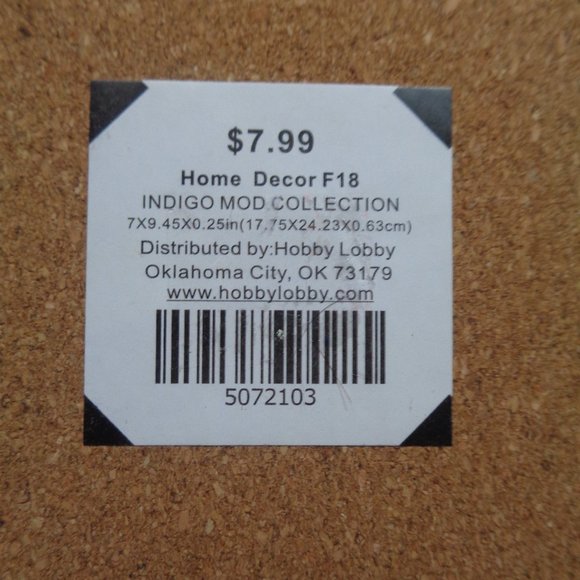 $7.99
Home Decor F18
INDIGO MOD COLLECTION
7X9.45X0.25in(17.75X24.23X0.63cm)
Distributed by:Hobby Lobby
Oklahoma City, OK 73179
www.hobbylobby.com
5072103